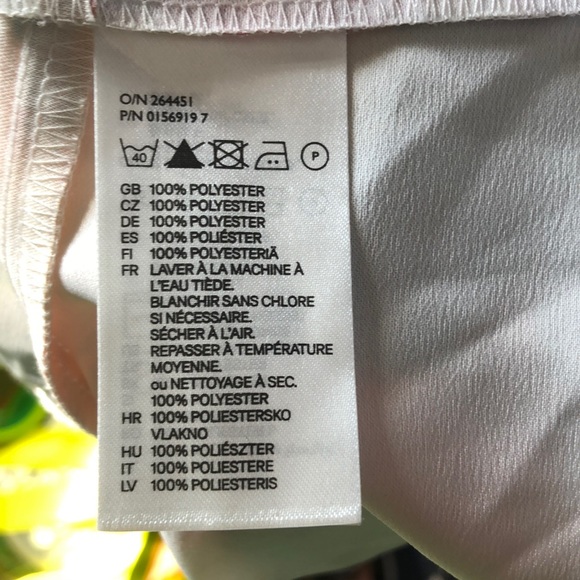 O/N 264451
P/N 0156919 7
40 P
GB 100% POLYESTER
CZ 100% POLYESTER
DE 100% POLYESTER
ES 100% POLIÉSTER
FI 100% POLYESTERIÄ
FR LAVER À LA MACHINE À
L'EAU TIÈDE.
BLANCHIR SANS CHLORE
SI NÉCESSAIRE.
SÉCHER À L'AIR.
REPASSER À TEMPÉRATURE
MOYENNE.
ou NETTOYAGE À SEC.
100% POLYESTER
HR 100% POLIESTERSKO
VLAKNO
HU 100% POLIÉSZTER
IT 100% POLIESTERE
LV 100% POLIESTERIS